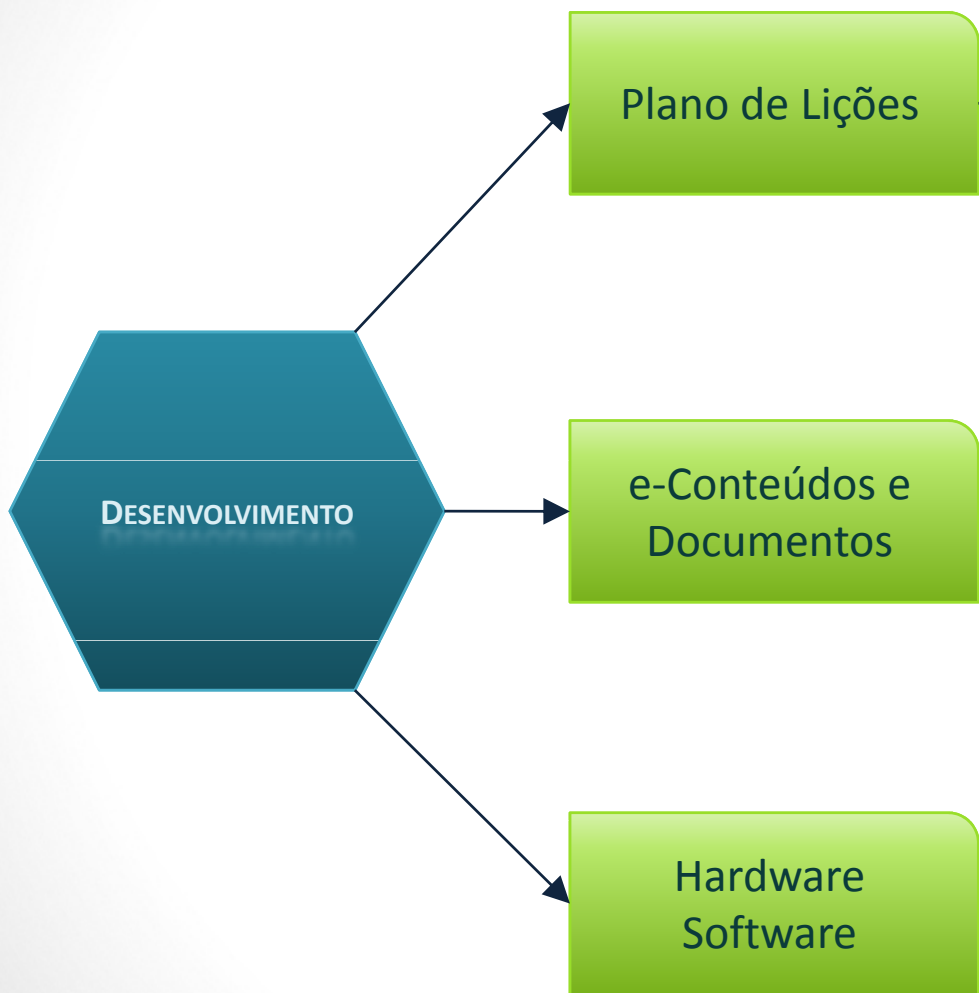 Plano de Lições
DESENVOLVIMENTO
e-Conteúdos e
Documentos
Hardware
Software